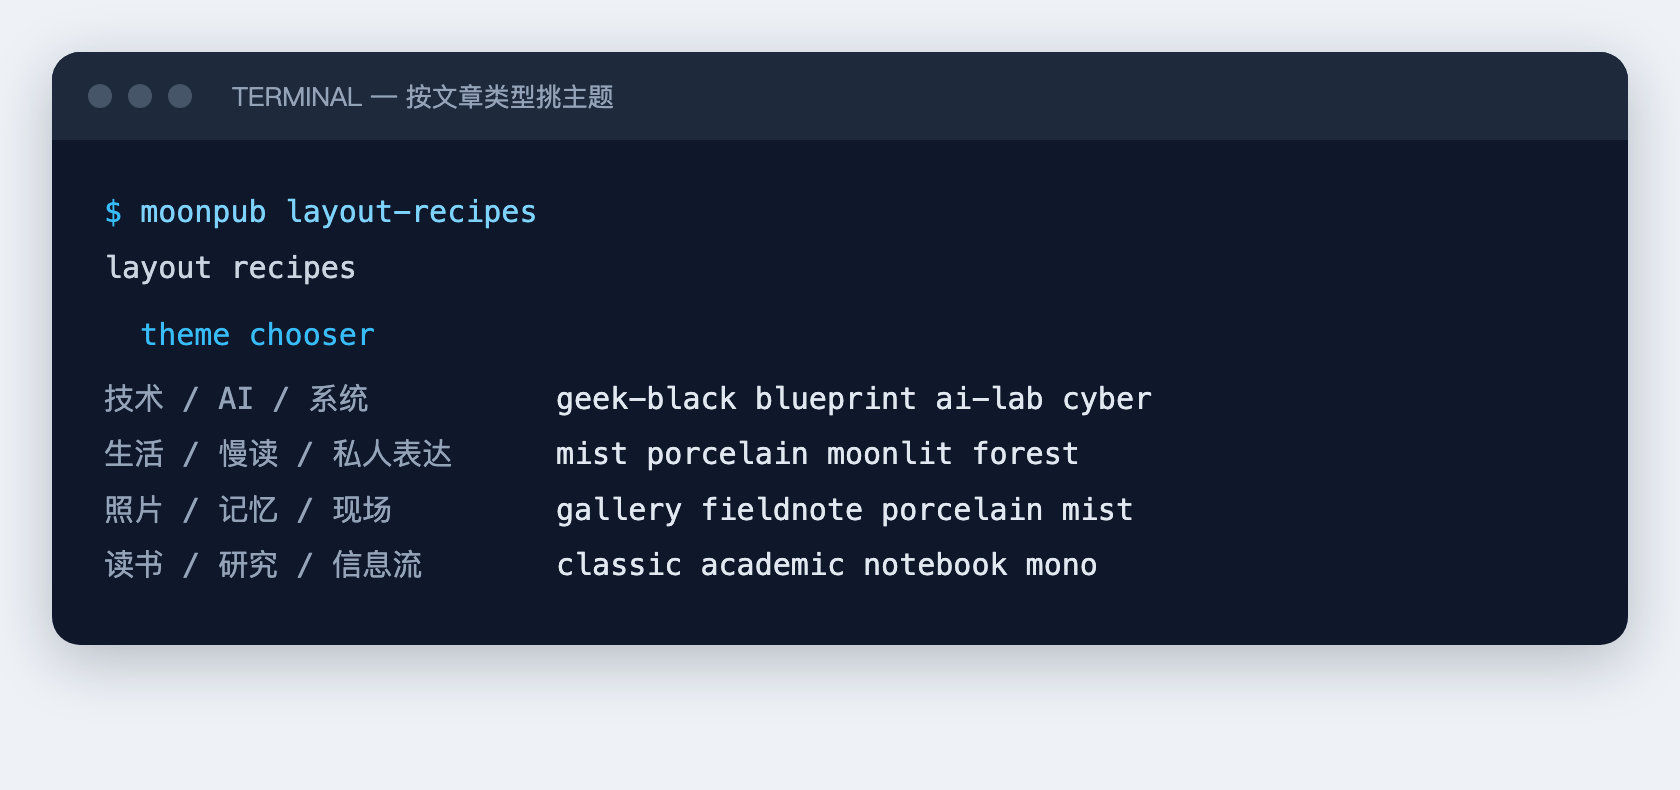 TERMINAL — 按文章类型挑主题
$ moonpub layout-recipes
layout recipes
theme chooser
技术 / AI / 系统 geek-black blueprint ai-lab cyber
生活 / 慢读 / 私人表达 mist porcelain moonlit forest
照片 / 记忆 / 现场 gallery fieldnote porcelain mist
读书 / 研究 / 信息流 classic academic notebook mono